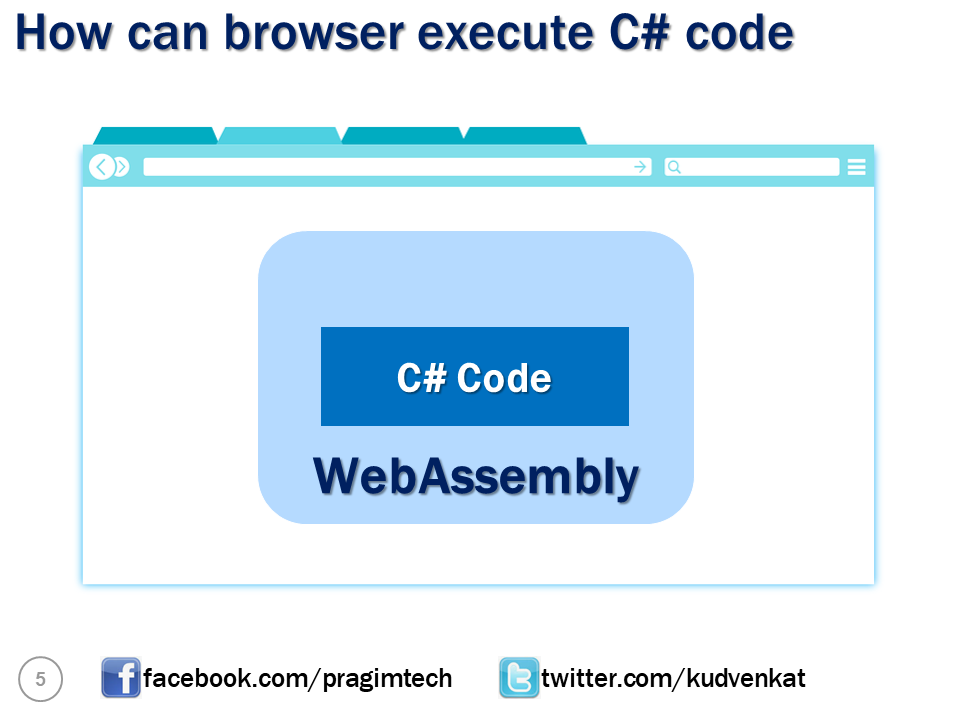 How can browser execute C# code
C# Code
WebAssembly
5
facebook.com/pragimtech
twitter.com/kudvenkat